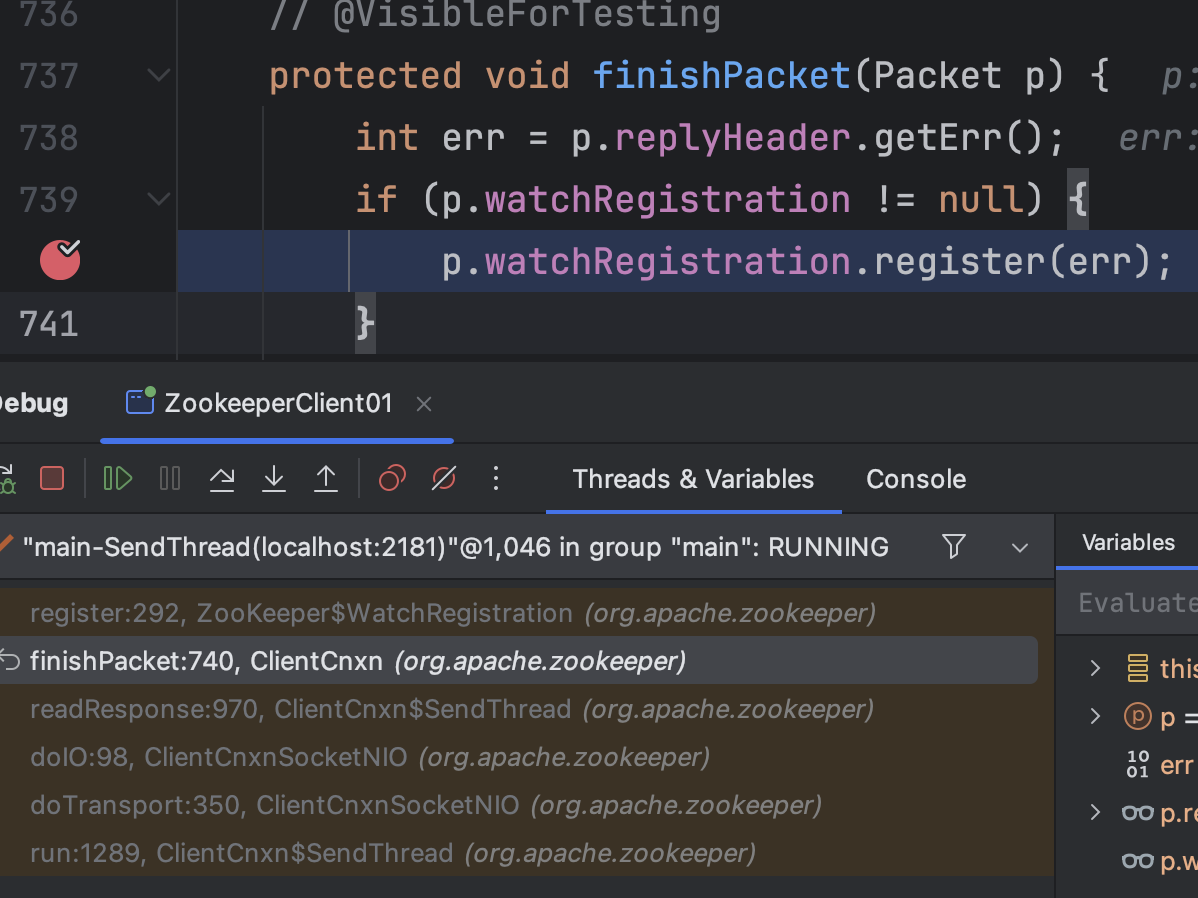 736 // @VisibleForTesting
737 protected void finishPacket(Packet p) { p:
738 int err = p.replyHeader.getErr(); err:
739 if (p.watchRegistration != null) {
p.watchRegistration.register(err);
741 }
Debug ZookeeperClient01
Threads & Variables Console
"main-SendThread(localhost:2181)"@1,046 in group "main": RUNNING
Variables
register:292, ZooKeeper$WatchRegistration (org.apache.zookeeper)
Evaluate
finishPacket:740, ClientCnxn (org.apache.zookeeper)
this
p =
readResponse:970, ClientCnxn$SendThread (org.apache.zookeeper)
doIO:98, ClientCnxnSocketNIO (org.apache.zookeeper)
err
doTransport:350, ClientCnxnSocketNIO (org.apache.zookeeper)
p.re
run:1289, ClientCnxn$SendThread (org.apache.zookeeper)
p.w